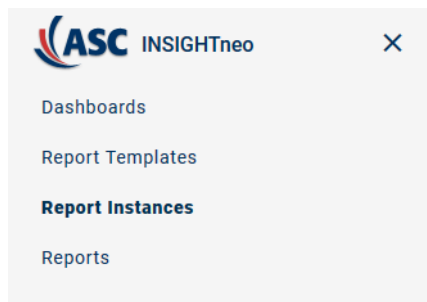 ASC INSIGHTneo
Dashboards
Report Templates
Report Instances
Reports